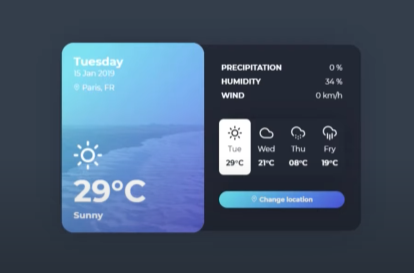 Tuesday
15 Jan 2019
Paris, FR
29°C
Sunny
PRECIPITATION 0 %
HUMIDITY 34 %
WIND 0 km/h
Tue Wed Thu Fry
29°C 21°C 08°C 19°C
Change location